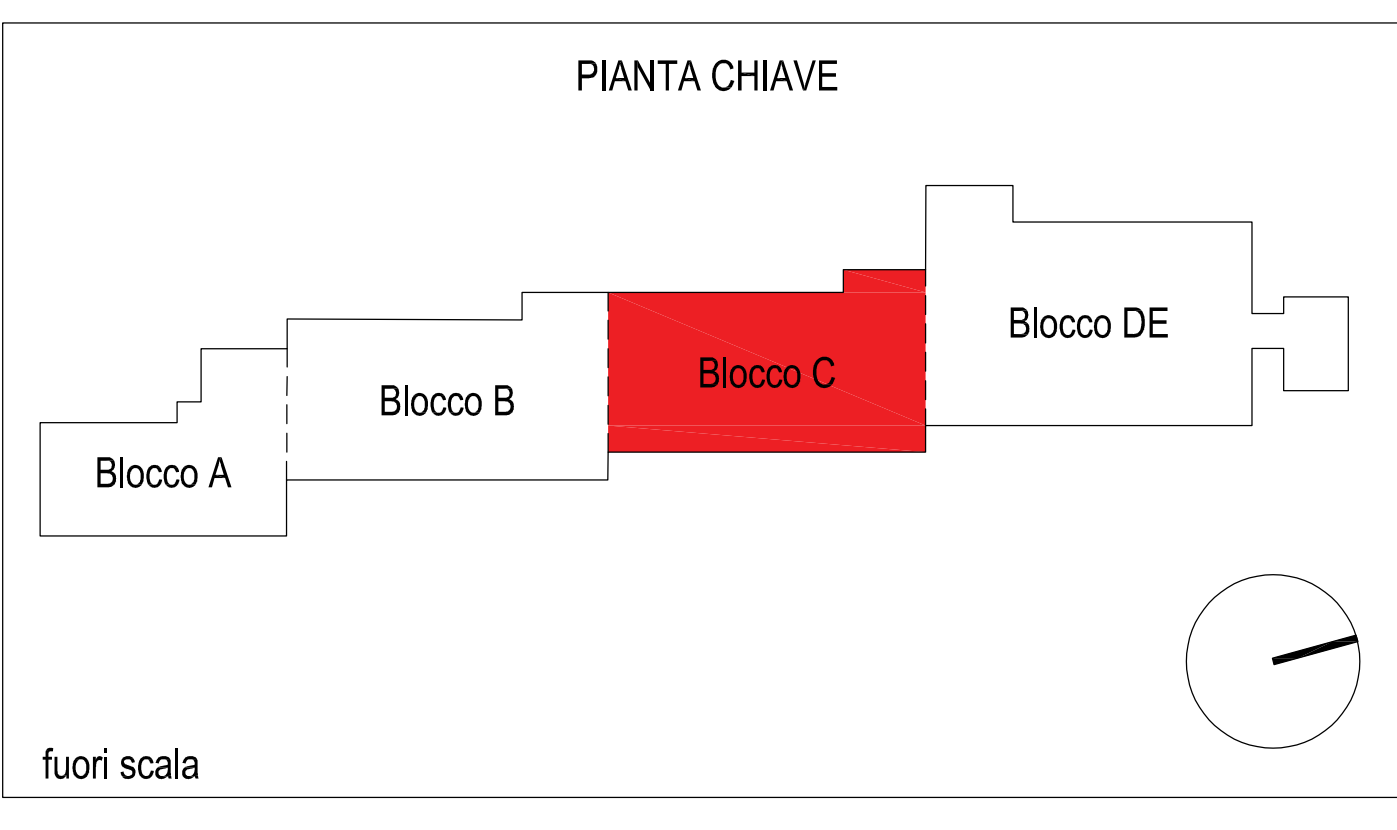 PIANTA CHIAVE
Blocco DE
Blocco C
Blocco B
Blocco A
fuori scala